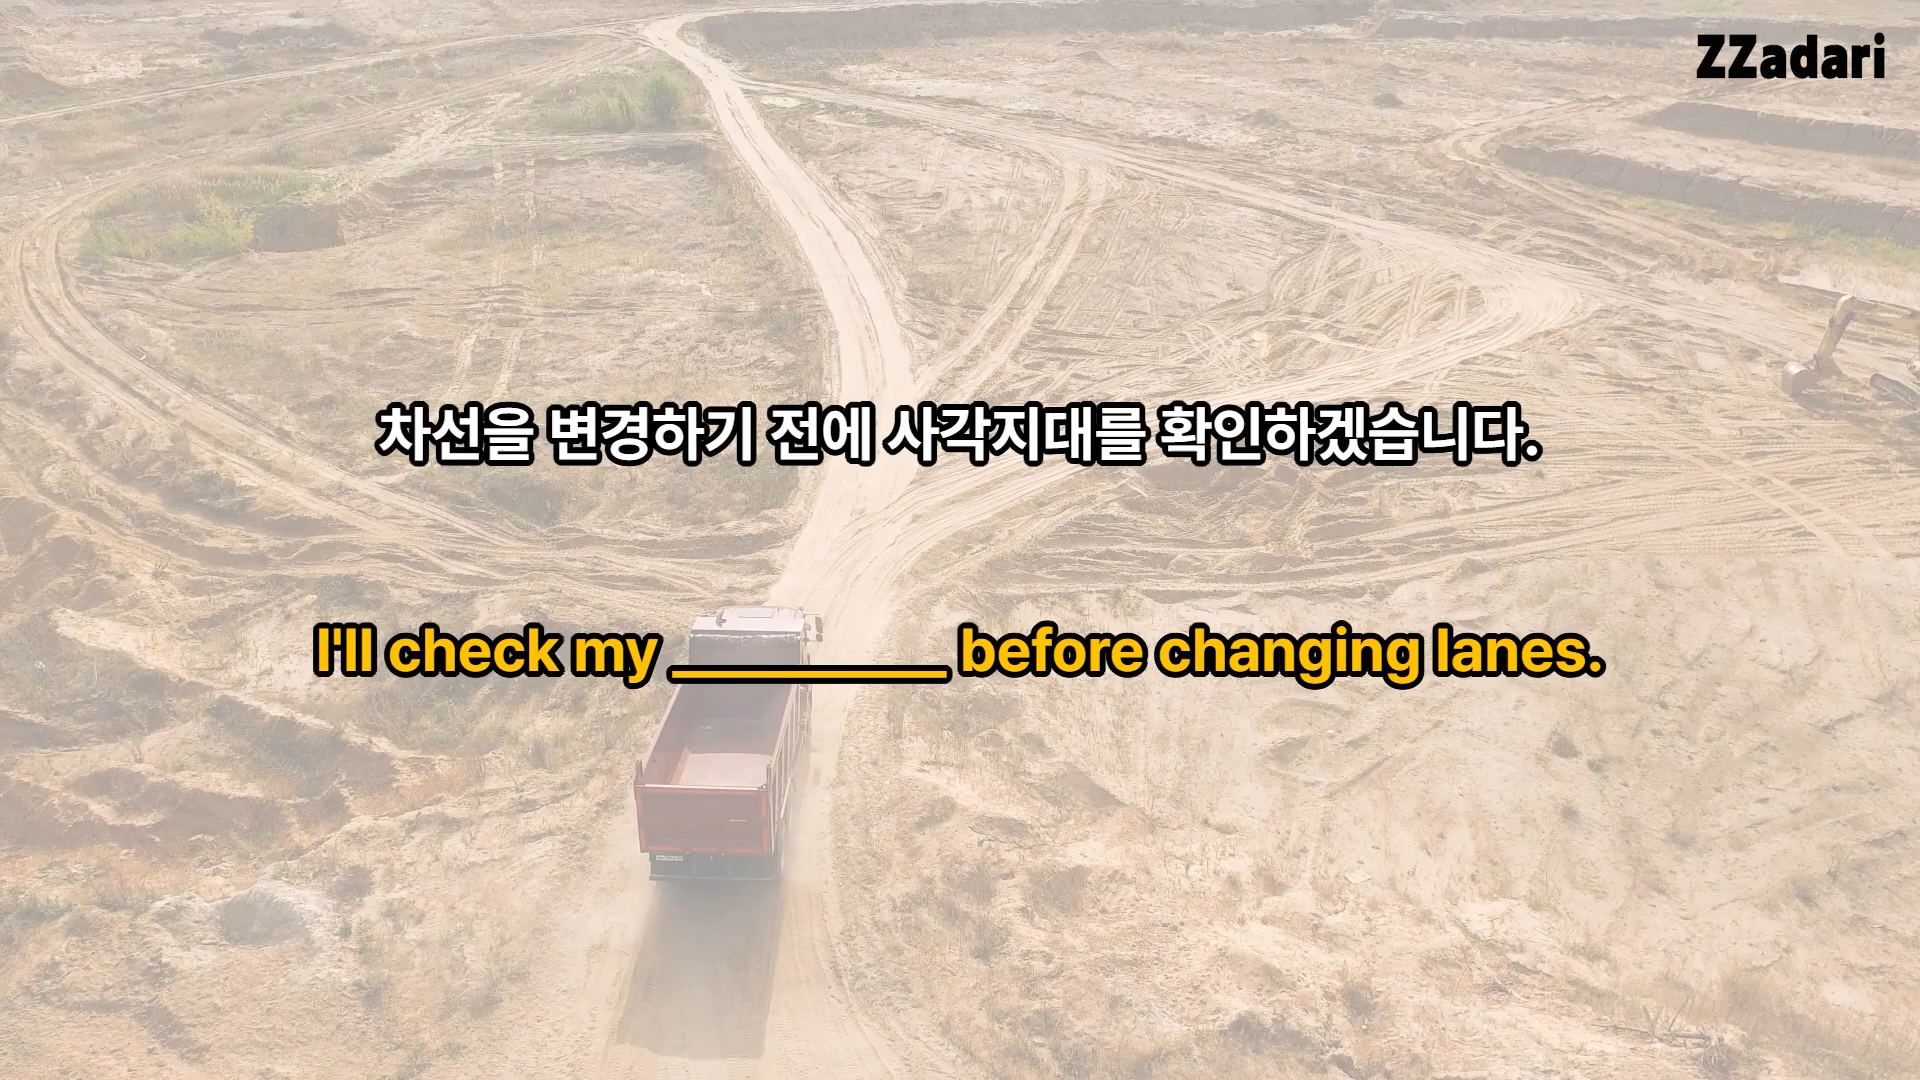 ZZadari
차선을 변경하기 전에 사각지대를 확인하겠습니다.
I'll check my __________ before changing lanes.